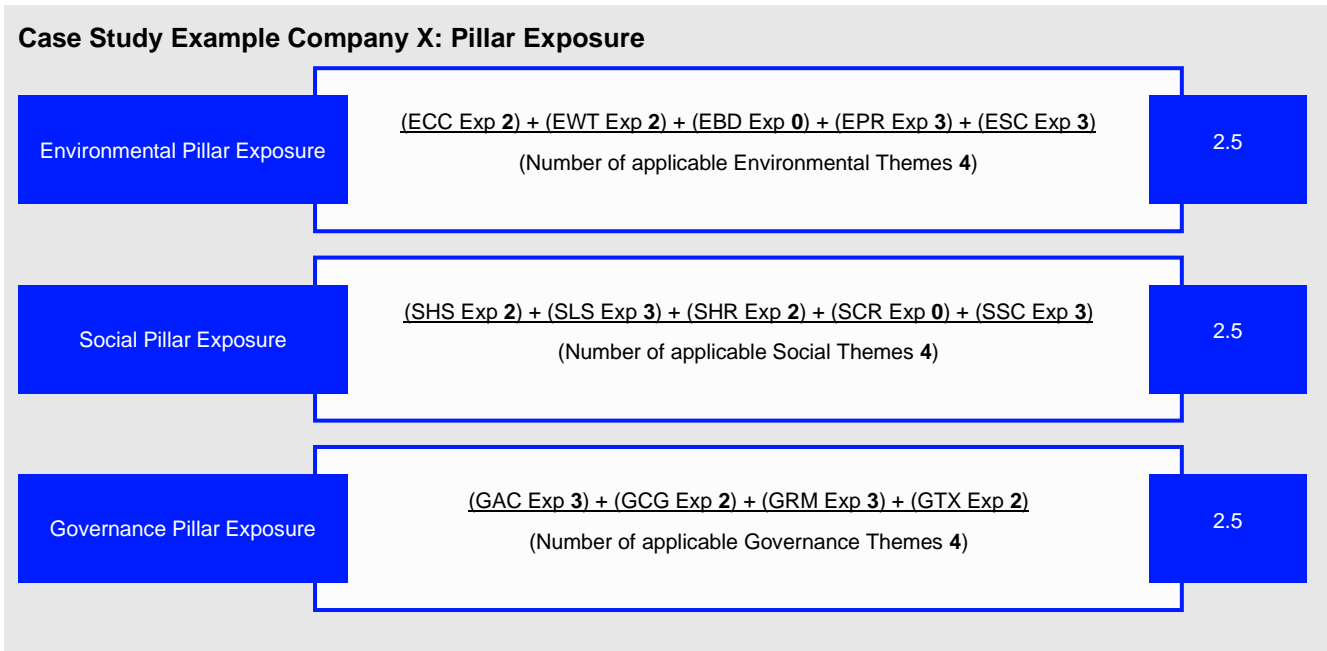 Case Study Example Company X: Pillar Exposure
Environmental Pillar Exposure
(ECC Exp 2) + (EWT Exp 2) + (EBD Exp 0) + (EPR Exp 3) + (ESC Exp 3)
(Number of applicable Environmental Themes 4)
2.5
Social Pillar Exposure
(SHS Exp 2) + (SLS Exp 3) + (SHR Exp 2) + (SCR Exp 0) + (SSC Exp 3)
(Number of applicable Social Themes 4)
2.5
Governance Pillar Exposure
(GAC Exp 3) + (GCG Exp 2) + (GRM Exp 3) + (GTX Exp 2)
(Number of applicable Governance Themes 4)
2.5